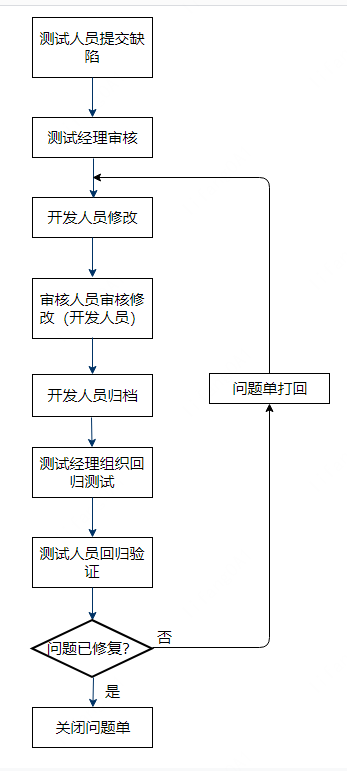 测试人员提交缺
陷
测试经理审核
开发人员修改
审核人员审核修
改（开发人员）
开发人员归档
问题单打回
测试经理组织回
归测试
测试人员回归验
证
问题已修复?
否
是
关闭问题单